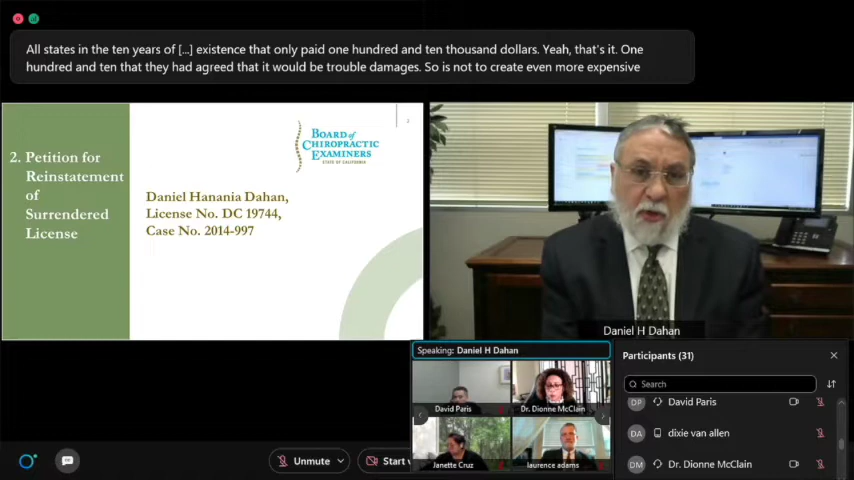 All states in the ten years of [...] existence that only paid one hundred and ten thousand dollars. Yeah, that's it. One
hundred and ten that they had agreed that it would be trouble damages. So is not to create even more expensive
2. Petition for
Reinstatement
of
Surrendered
License
2
BOARD of
CHIROPRACTIC
EXAMINERS
STATE OF CALIFORNIA
Daniel Hanania Dahan,
License No. DC 19744,
Case No. 2014-997
Daniel H Dahan
Speaking: Daniel H Dahan
David Paris
Dr. Dionne McClain
Janette Cruz
laurence adams
Participants (31)
Search
DP David Paris
DA dixie van allen
DM Dr. Dionne McClain
Unmute
Start v